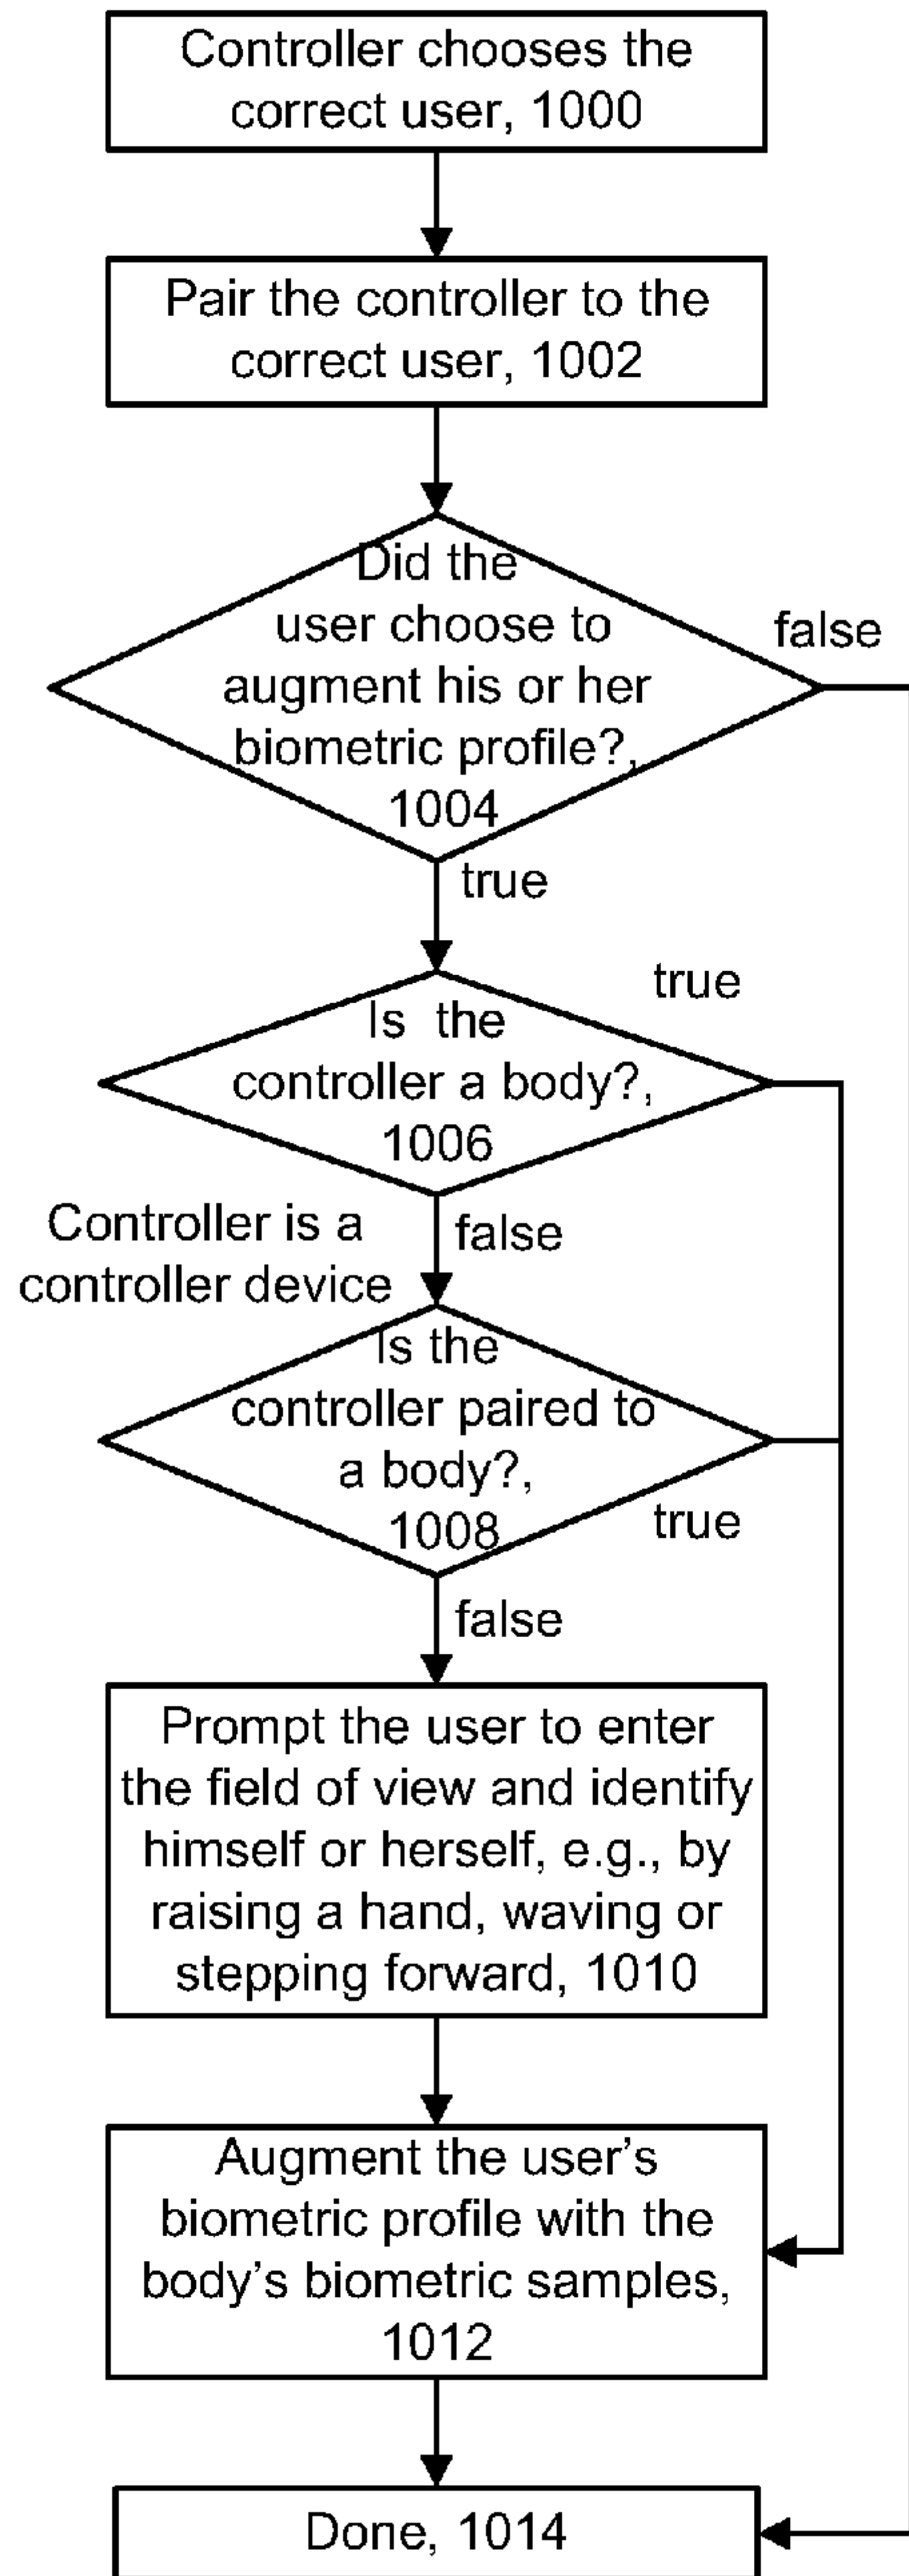 Controller chooses the
correct user, 1000
Pair the controller to the
correct user, 1002
Did the
user choose to
augment his or her
biometric profile?,
1004
false
true
Is the
controller a body?,
1006
true
Controller is a
controller device
false
Is the
controller paired to
a body?,
1008
true
false
Prompt the user to enter
the field of view and identify
himself or herself, e.g., by
raising a hand, waving or
stepping forward, 1010
Augment the user's
biometric profile with the
body's biometric samples,
1012
Done, 1014